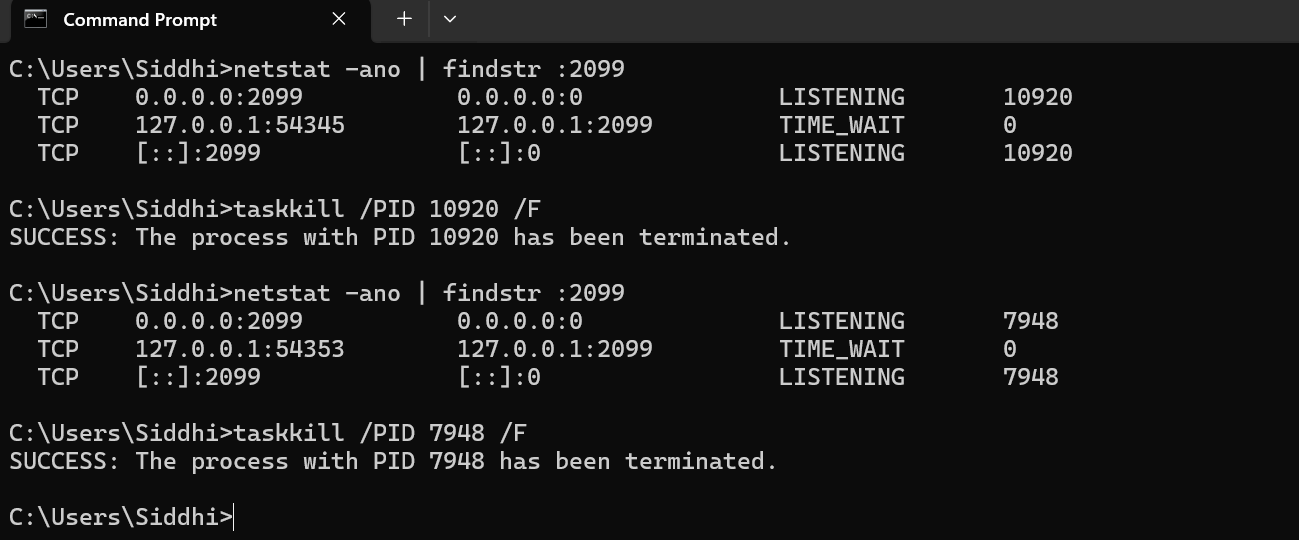 Command Prompt
C:\Users\Siddhi>netstat -ano | findstr :2099
  TCP    0.0.0.0:2099           0.0.0.0:0              LISTENING       10920
  TCP    127.0.0.1:54345        127.0.0.1:2099         TIME_WAIT       0
  TCP    [::]:2099              [::]:0                 LISTENING       10920
C:\Users\Siddhi>taskkill /PID 10920 /F
SUCCESS: The process with PID 10920 has been terminated.
C:\Users\Siddhi>netstat -ano | findstr :2099
  TCP    0.0.0.0:2099           0.0.0.0:0              LISTENING       7948
  TCP    127.0.0.1:54353        127.0.0.1:2099         TIME_WAIT       0
  TCP    [::]:2099              [::]:0                 LISTENING       7948
C:\Users\Siddhi>taskkill /PID 7948 /F
SUCCESS: The process with PID 7948 has been terminated.
C:\Users\Siddhi>